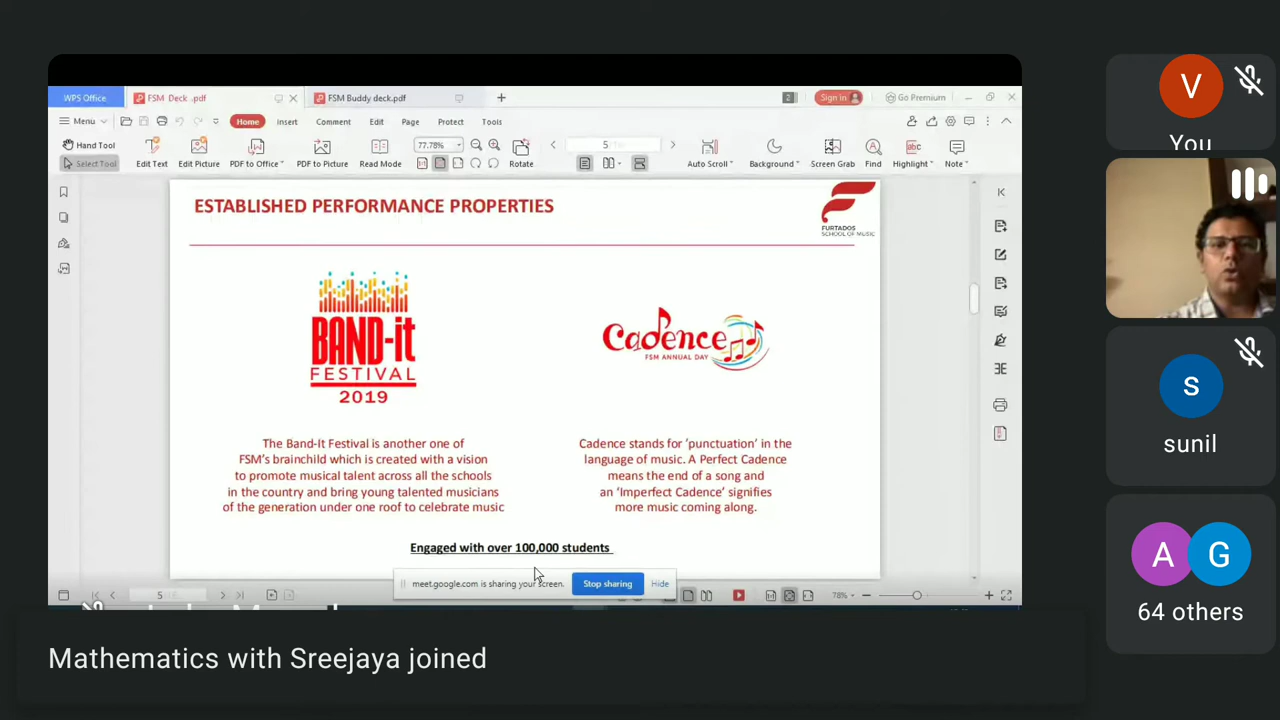 WPS Office
FSM Deck .pdf
FSM Buddy deck.pdf
2
Sign in
Go Premium
Menu
Home
Insert
Comment
Edit
Page
Protect
Tools
Hand Tool
Select Tool
Edit Text
Edit Picture
PDF to Office
PDF to Picture
Read Mode
77.78%
Rotate
5
Auto Scroll
Background
Screen Grab
Find
Highlight
Note
ESTABLISHED PERFORMANCE PROPERTIES
FURTADOS
SCHOOL OF MUSIC
BAND-it
FESTIVAL
2019
Cadence
FSM ANNUAL DAY
The Band-It Festival is another one of
FSM's brainchild which is created with a vision
to promote musical talent across all the schools
in the country and bring young talented musicians
of the generation under one roof to celebrate music
Cadence stands for 'punctuation' in the
language of music. A Perfect Cadence
means the end of a song and
an 'Imperfect Cadence' signifies
more music coming along.
Engaged with over 100,000 students
meet.google.com is sharing your screen.
Stop sharing
Hide
5
78%
V
You
s
sunil
A
G
64 others
Mathematics with Sreejaya joined